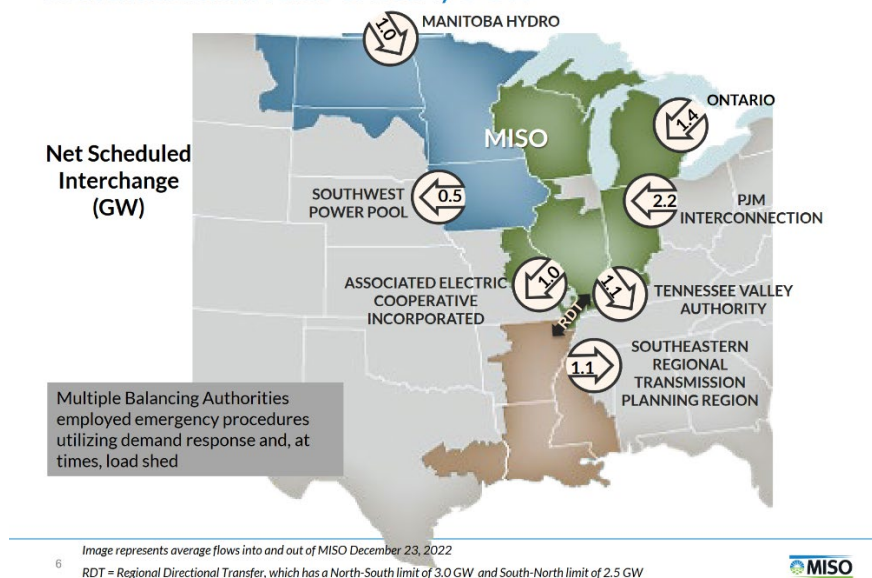 1.0
MANITOBA HYDRO
ONTARIO
1.4
MISO
Net Scheduled
Interchange
(GW)
SOUTHWEST
POWER POOL
0.5
2.2
PJM
INTERCONNECTION
ASSOCIATED ELECTRIC
COOPERATIVE
INCORPORATED
1.0
1.1
TENNESSEE VALLEY
AUTHORITY
RDT
1.1
SOUTHEASTERN
REGIONAL
TRANSMISSION
PLANNING REGION
Multiple Balancing Authorities
employed emergency procedures
utilizing demand response and, at
times, load shed
Image represents average flows into and out of MISO December 23, 2022
6
RDT = Regional Directional Transfer, which has a North-South limit of 3.0 GW and South-North limit of 2.5 GW
MISO